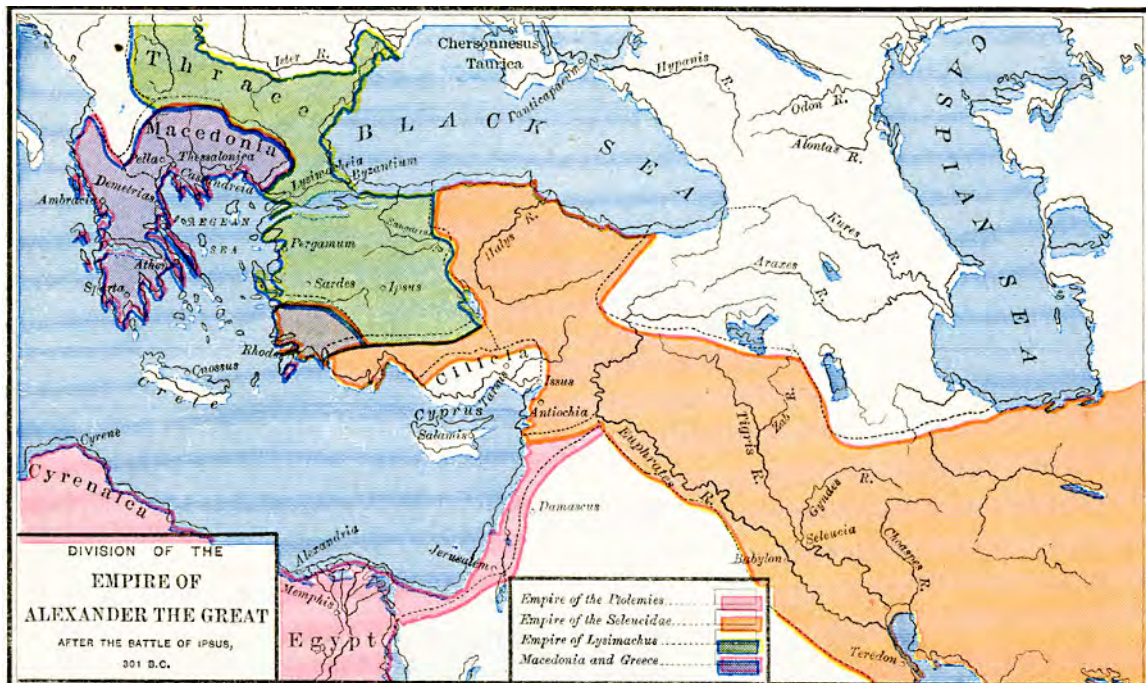 Thrace
Ister R.
Chersonnesus
Taurica
Panticapaeum
Hypanis
R.
Odon R.
Alontas R.
CASPIAN SEA
BLACK SEA
Macedonia
Pella
Thessalonica
Cassandreia
Lysimacheia
Byzantium
Demetrias
Ambracia
AEGEAN
SEA
Athens
Sparta
Pergamum
Sardes
Ipsus
Sangarius
Halys R.
Kures
R.
Araxes
R.
Rhodes
Cnossus
Crete
Cilicia
Tarsus
Issus
Cyprus
Salamis
Antiochia
Euphrates R.
Tigris
R.
Zab R.
Gyndes
R.
Seleucia
Choaspes R.
Babylon
Teredon
Cyrene
Cyrenaica
Damascus
Jerusalem
Alexandria
Memphis
Egypt
DIVISION OF THE
EMPIRE OF
ALEXANDER THE GREAT
AFTER THE BATTLE OF IPSUS,
301 B.C.
Empire of the Ptolemies
Empire of the Seleucidae
Empire of Lysimachus
Macedonia and Greece